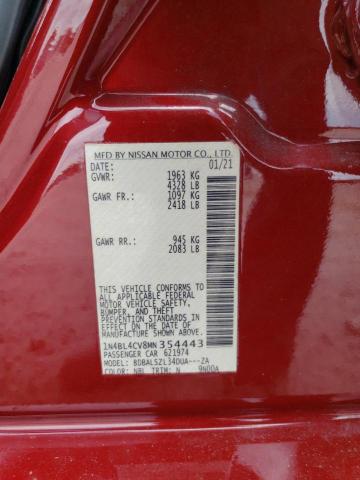 MFD BY NISSAN MOTOR CO., LTD.
DATE: 01/21
GVWR: 1963 KG
4328 LB
GAWR FR: 1097 KG
2418 LB
GAWR RR: 945 KG
2083 LB
THIS VEHICLE CONFORMS TO ALL
APPLICABLE FEDERAL MOTOR
VEHICLE SAFETY,
BUMPER, AND THEFT
PREVENTION STANDARDS
IN EFFECT ON THE DATE OF
MANUFACTURE SHOWN ABOVE.
1N4BL4CV8MN 354443
PASSENGER CAR 621974
MODEL: BDBALSZL34DUA---ZA
COLOR: NBL TRIM: N 9N00A